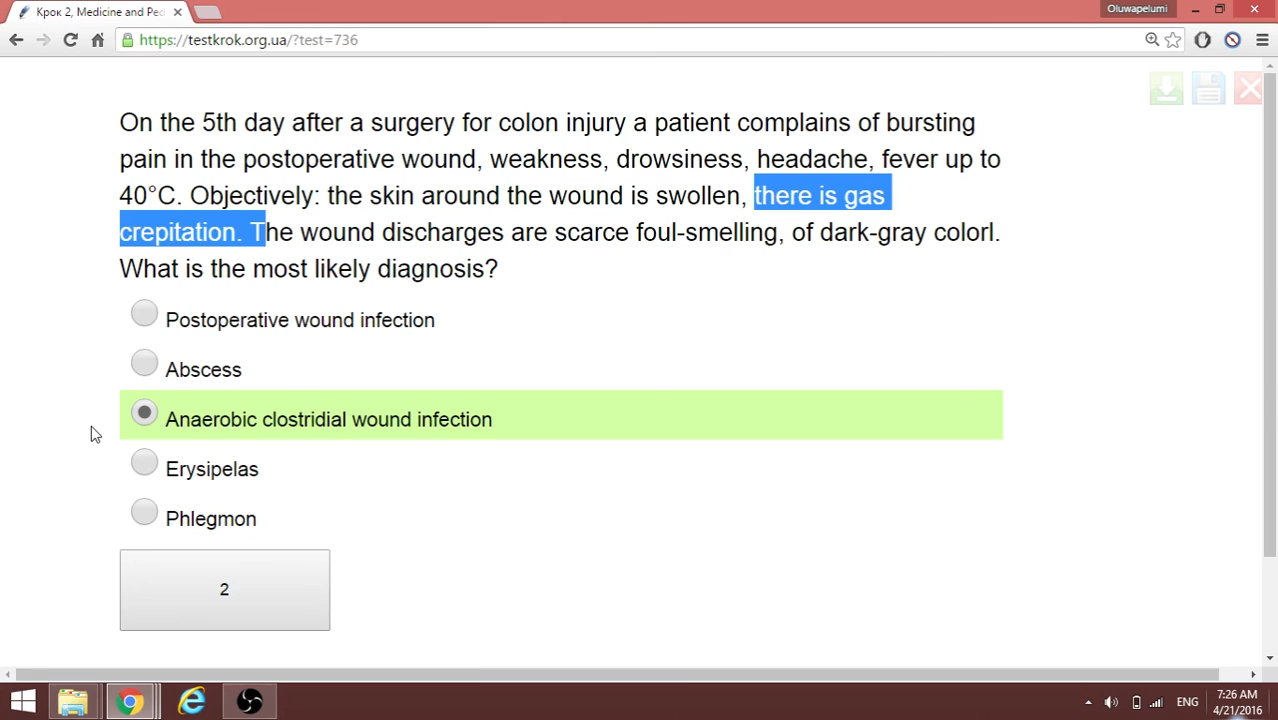 Крок 2, Medicine and Ped
Oluwapelumi
https://testkrok.org.ua/?test=736
On the 5th day after a surgery for colon injury a patient complains of bursting
pain in the postoperative wound, weakness, drowsiness, headache, fever up to
40°C. Objectively: the skin around the wound is swollen, there is gas
crepitation. The wound discharges are scarce foul-smelling, of dark-gray colorl.
What is the most likely diagnosis?
Postoperative wound infection
Abscess
Anaerobic clostridial wound infection
Erysipelas
Phlegmon
2
ENG
7:26 AM
4/21/2016